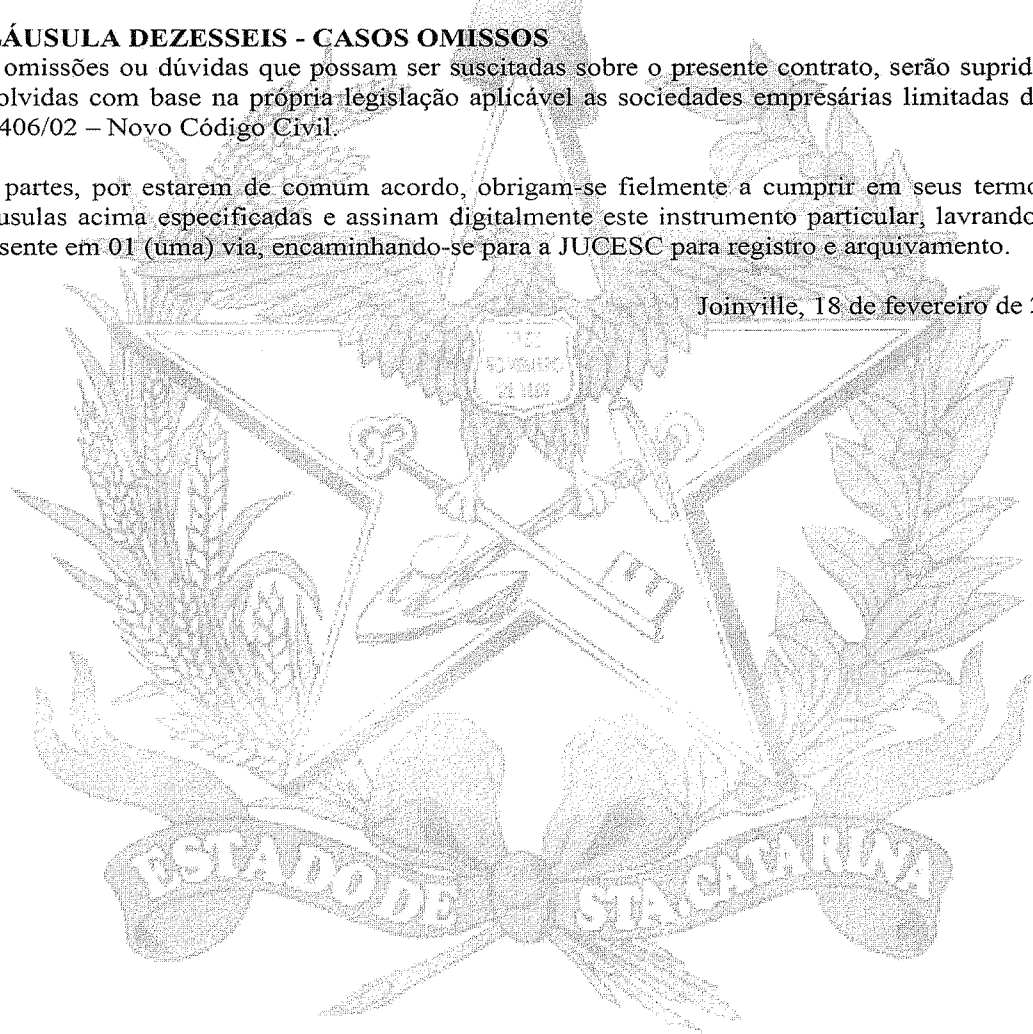 LÁUSULA DEZESSEIS - CASOS OMISSOS
omissões ou dúvidas que possam ser suscitadas sobre o presente contrato, serão suprid
olvidas com base na própria legislação aplicável as sociedades empresárias limitadas d
406/02 – Novo Código Civil.
partes, por estarem de comum acordo, obrigam-se fielmente a cumprir em seus termo
usulas acima especificadas e assinam digitalmente este instrumento particular, lavrando
sente em 01 (uma) via, encaminhando-se para a JUCESC para registro e arquivamento.
Joinville, 18 de fevereiro de
ESTADO DE STA. CATARINA